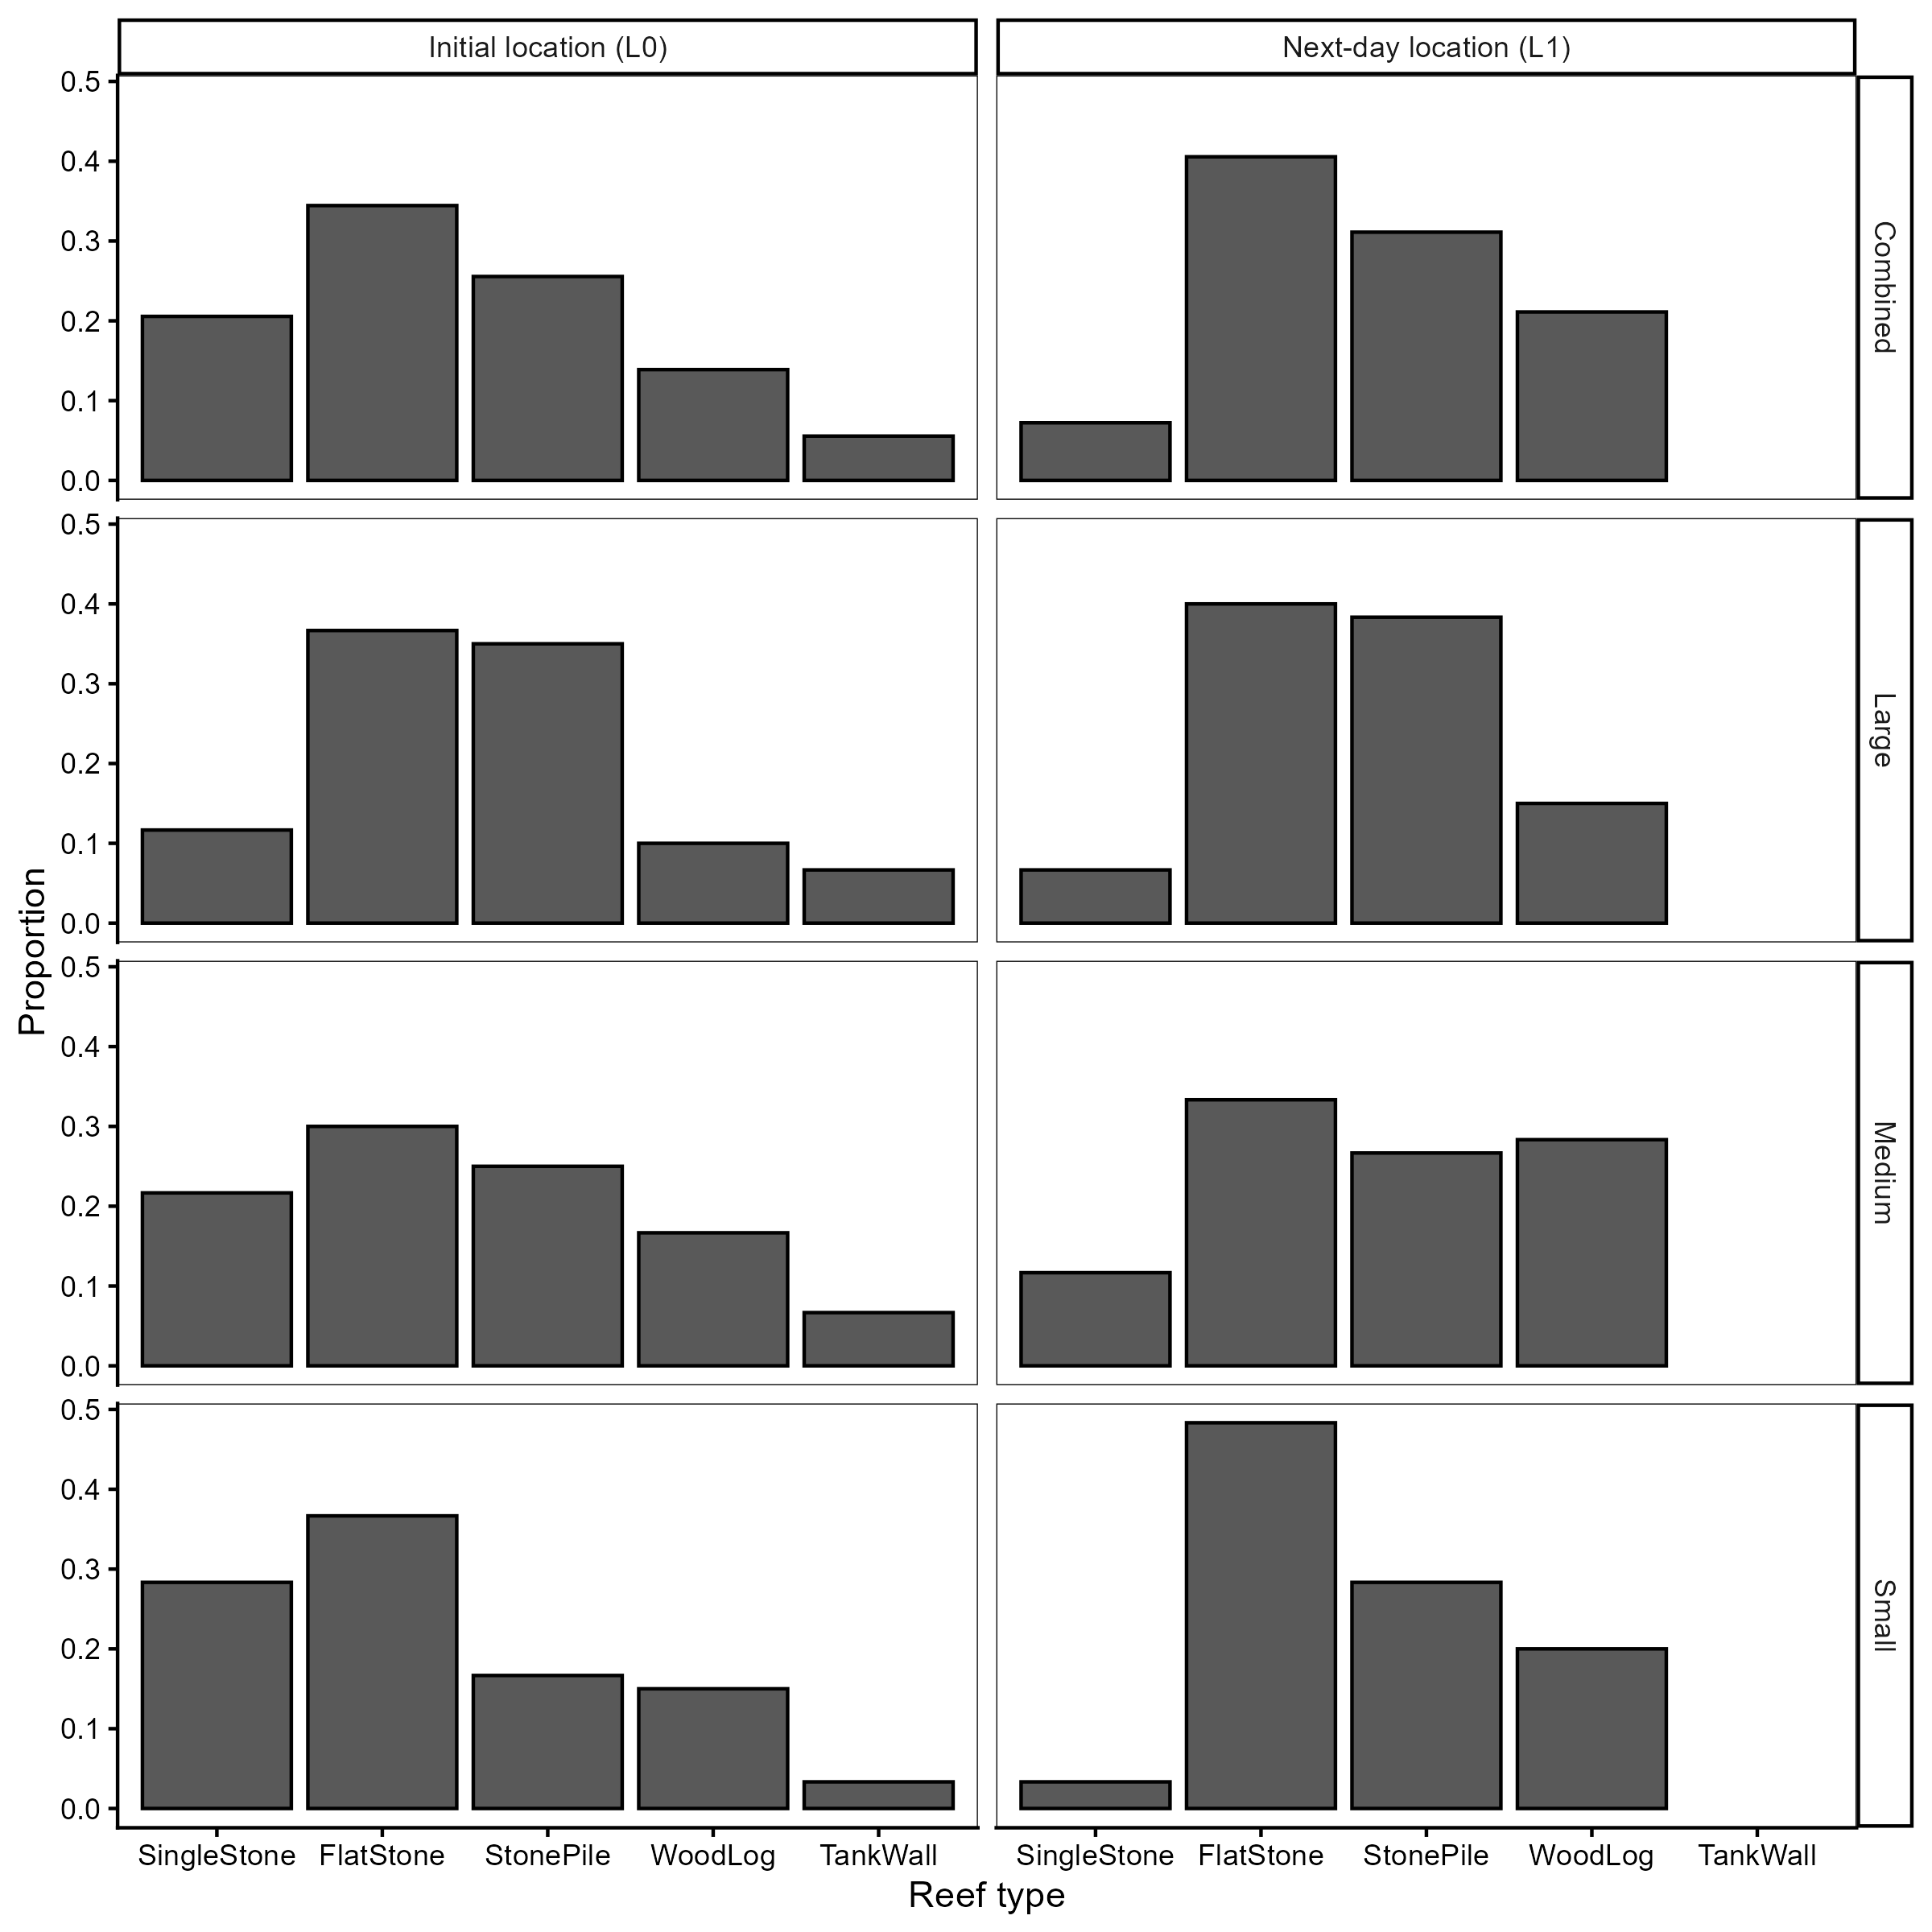 Initial location (L0)
Next-day location (L1)
0.5
0.4
0.3
0.2
0.1
0.0
Combined
0.5
0.4
0.3
0.2
0.1
0.0
Large
0.5
0.4
0.3
0.2
0.1
0.0
Medium
0.5
0.4
0.3
0.2
0.1
0.0
Small
Proportion
SingleStone FlatStone StonePile WoodLog TankWall
SingleStone FlatStone StonePile WoodLog TankWall
Reef type